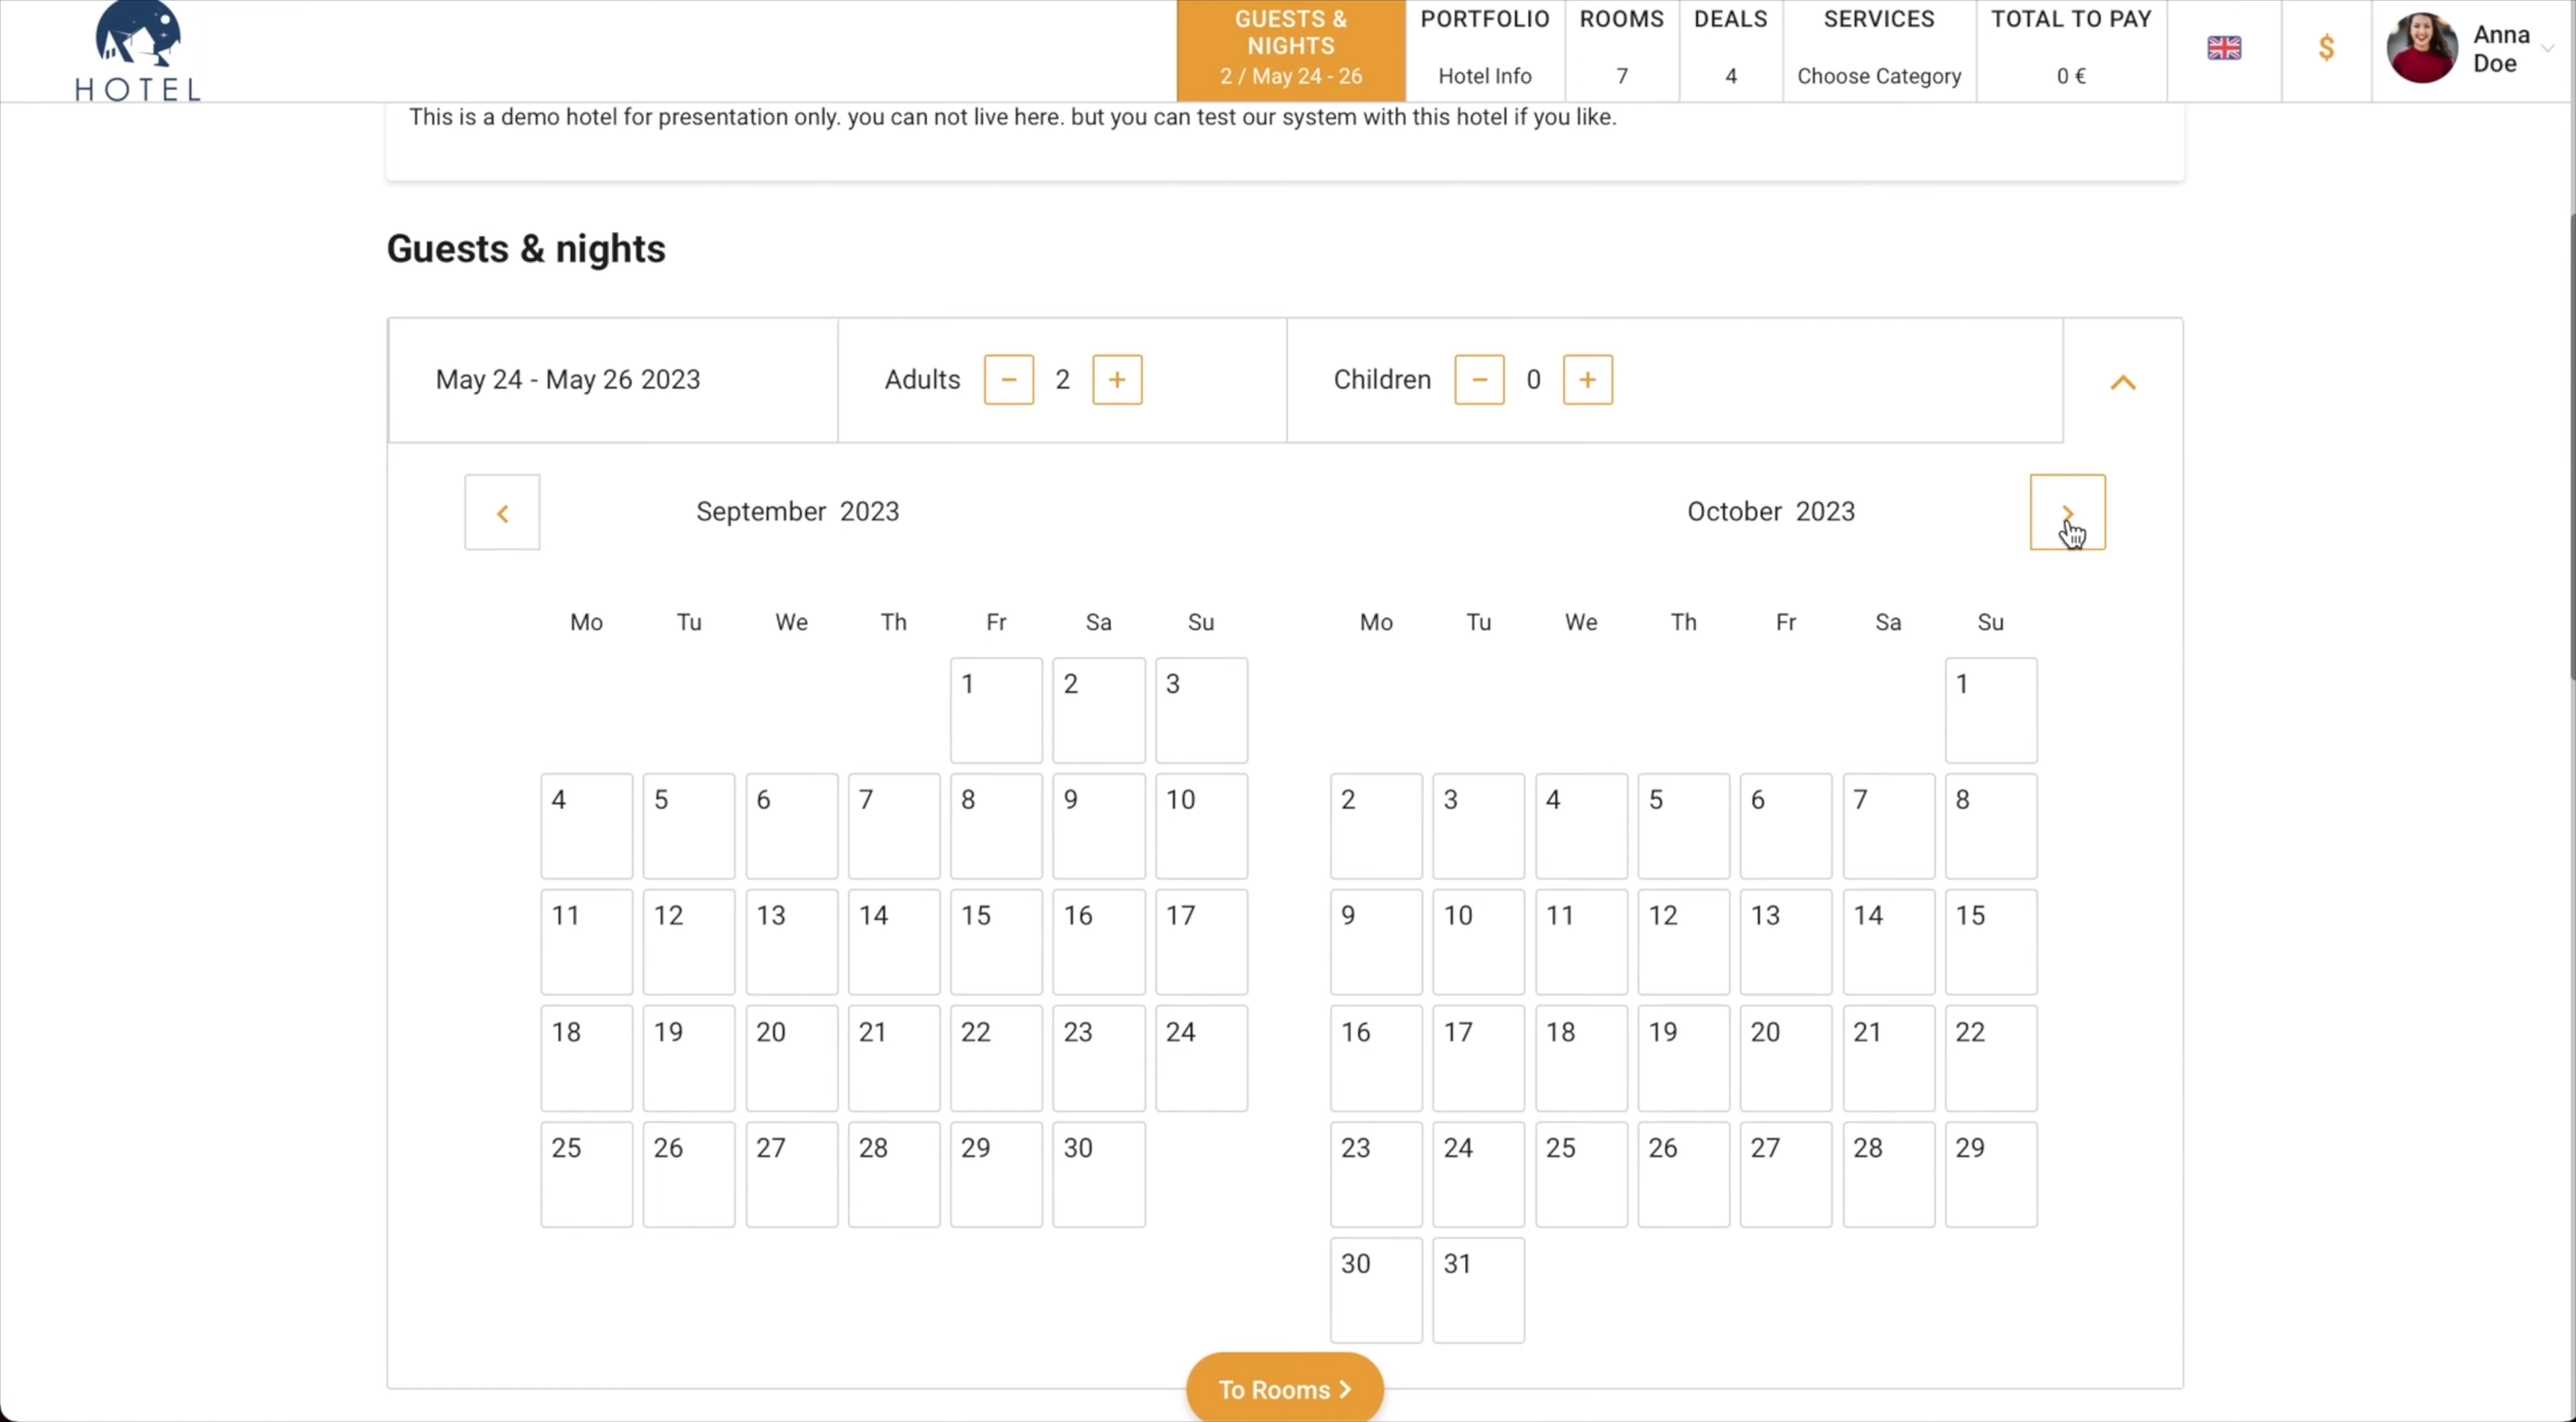 HOTEL
GUESTS &
NIGHTS
2 / May 24 - 26
PORTFOLIO
Hotel Info
ROOMS
7
DEALS
4
SERVICES
Choose Category
TOTAL TO PAY
0 €
$
Anna
Doe
This is a demo hotel for presentation only. you can not live here. but you can test our system with this hotel if you like.
Guests & nights
May 24 - May 26 2023
Adults − 2 +
Children − 0 +
September 2023
Mo Tu We Th Fr Sa Su
1 2 3
4 5 6 7 8 9 10
11 12 13 14 15 16 17
18 19 20 21 22 23 24
25 26 27 28 29 30
October 2023
Mo Tu We Th Fr Sa Su
1
2 3 4 5 6 7 8
9 10 11 12 13 14 15
16 17 18 19 20 21 22
23 24 25 26 27 28 29
30 31
To Rooms